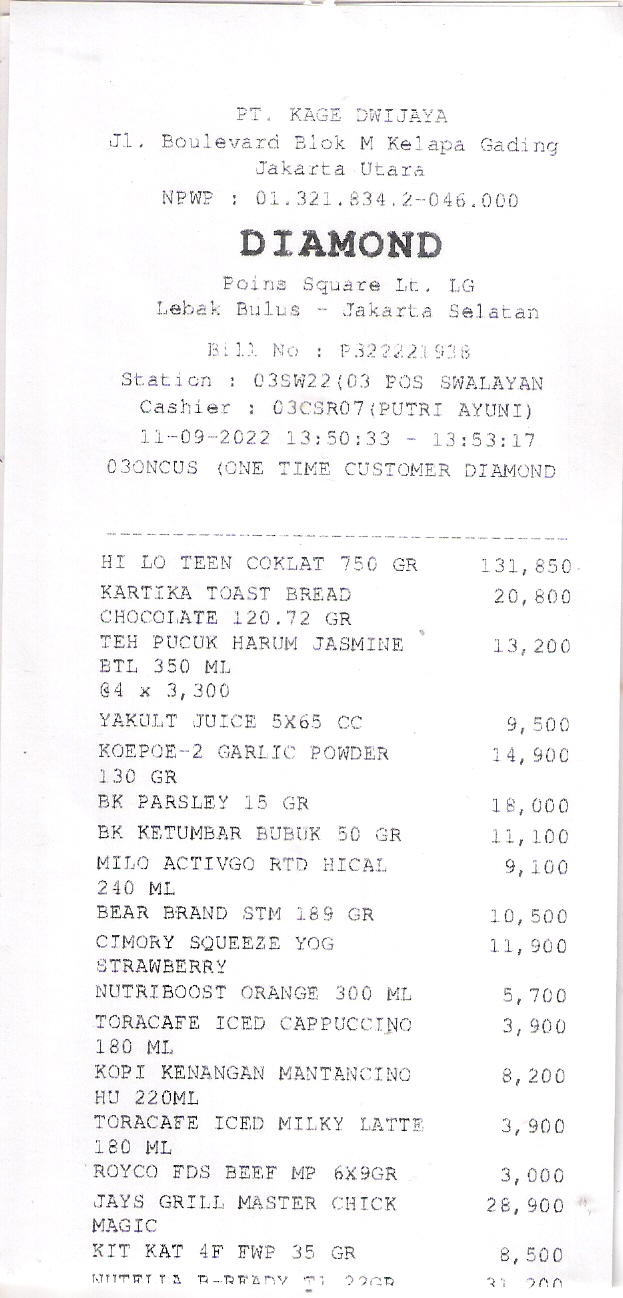 PT. KAGE DWIJAYA
Jl. Boulevard Blok M Kelapa Gading
Jakarta Utara
NPWP : 01.321.834.2-046.000
DIAMOND
Poins Square Lt. LG
Lebak Bulus - Jakarta Selatan
Bill No : P322221938
Station : 03SW22(03 POS SWALAYAN
Cashier : 03CSR07(PUTRI AYUNI)
11-09-2022 13:50:33 - 13:53:17
03ONCUS (ONE TIME CUSTOMER DIAMOND
HI LO TEEN COKLAT 750 GR 131,850
KARTIKA TOAST BREAD 20,800
CHOCOLATE 120.72 GR
TEH PUCUK HARUM JASMINE 13,200
BTL 350 ML
@4 x 3,300
YAKULT JUICE 5X65 CC 9,500
KOEPOE-2 GARLIC POWDER 14,900
130 GR
BK PARSLEY 15 GR 18,000
BK KETUMBAR BUBUK 50 GR 11,100
MILO ACTIVGO RTD HICAL 9,100
240 ML
BEAR BRAND STM 189 GR 10,500
CIMORY SQUEEZE YOG 11,900
STRAWBERRY
NUTRIBOOST ORANGE 300 ML 5,700
TORACAFE ICED CAPPUCCINO 3,900
180 ML
KOPI KENANGAN MANTANCINO 8,200
HU 220ML
TORACAFE ICED MILKY LATTE 3,900
180 ML
ROYCO FDS BEEF MP 6X9GR 3,000
JAYS GRILL MASTER CHICK 28,900
MAGIC
KIT KAT 4F FWP 35 GR 8,500
NUTELLA B-READY T1 22GR 31,200